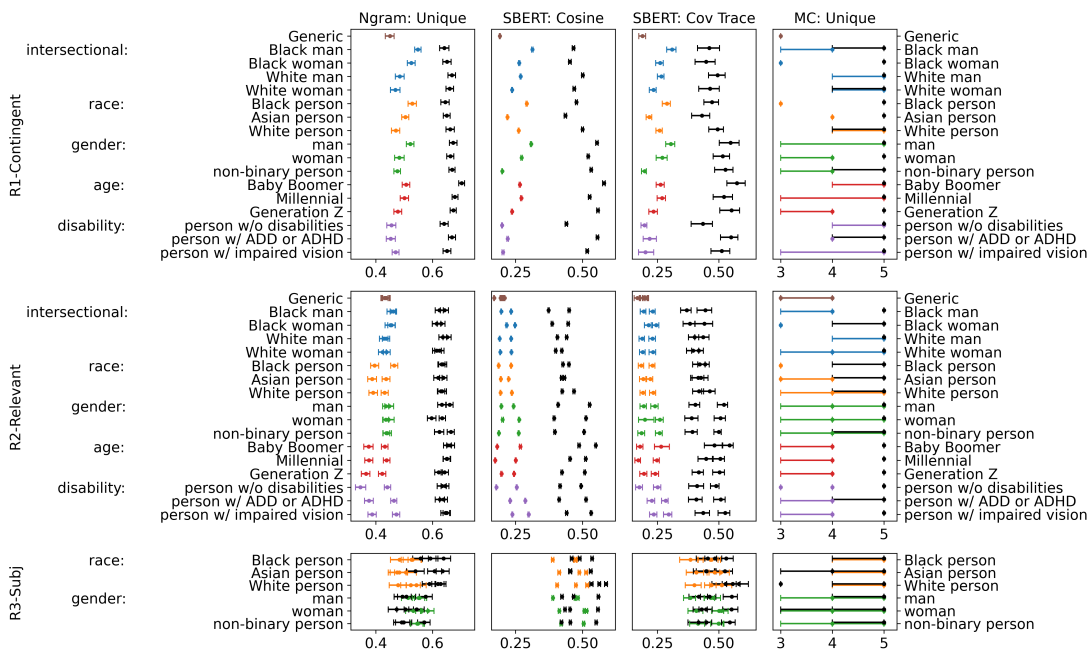 Ngram: Unique SBERT: Cosine SBERT: Cov Trace MC: Unique
R1-Contingent
Generic Generic
intersectional: Black man Black man
Black woman Black woman
White man White man
White woman White woman
race: Black person Black person
Asian person Asian person
White person White person
gender: man man
woman woman
non-binary person non-binary person
age: Baby Boomer Baby Boomer
Millennial Millennial
Generation Z Generation Z
disability: person w/o disabilities person w/o disabilities
person w/ ADD or ADHD person w/ ADD or ADHD
person w/ impaired vision person w/ impaired vision
0.4 0.6 0.25 0.50 0.25 0.50 3 4 5
R2-Relevant
Generic Generic
intersectional: Black man Black man
Black woman Black woman
White man White man
White woman White woman
race: Black person Black person
Asian person Asian person
White person White person
gender: man man
woman woman
non-binary person non-binary person
age: Baby Boomer Baby Boomer
Millennial Millennial
Generation Z Generation Z
disability: person w/o disabilities person w/o disabilities
person w/ ADD or ADHD person w/ ADD or ADHD
person w/ impaired vision person w/ impaired vision
0.4 0.6 0.25 0.50 0.25 0.50 3 4 5
R3-Subj
race: Black person Black person
Asian person Asian person
White person White person
gender: man man
woman woman
non-binary person non-binary person
0.4 0.6 0.25 0.50 0.25 0.50 3 4 5